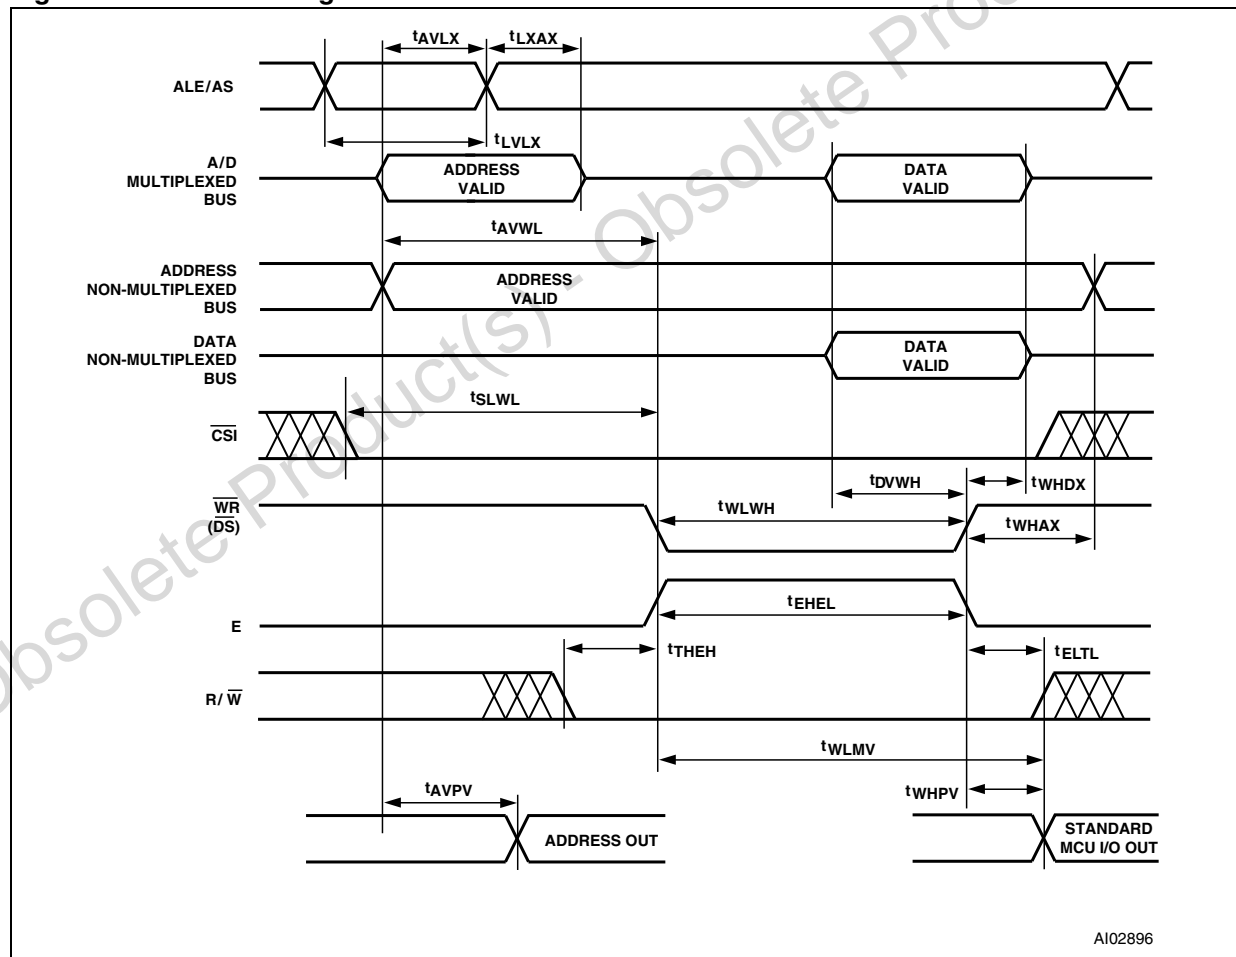 tAVLX tLXAX
ALE/AS
tLVLX
A/D
MULTIPLEXED
BUS
ADDRESS
VALID
DATA
VALID
tAVWL
ADDRESS
NON-MULTIPLEXED
BUS
ADDRESS
VALID
DATA
NON-MULTIPLEXED
BUS
DATA
VALID
tSLWL
CSI
tDVWH tWHDX
WR
(DS)
tWLWH
tWHAX
tEHEL
E
tTHEH tELTL
R/ W
tWLMV
tAVPV tWHPV
ADDRESS OUT
STANDARD
MCU I/O OUT
AI02896
Obsolete Product(s) - Obsolete